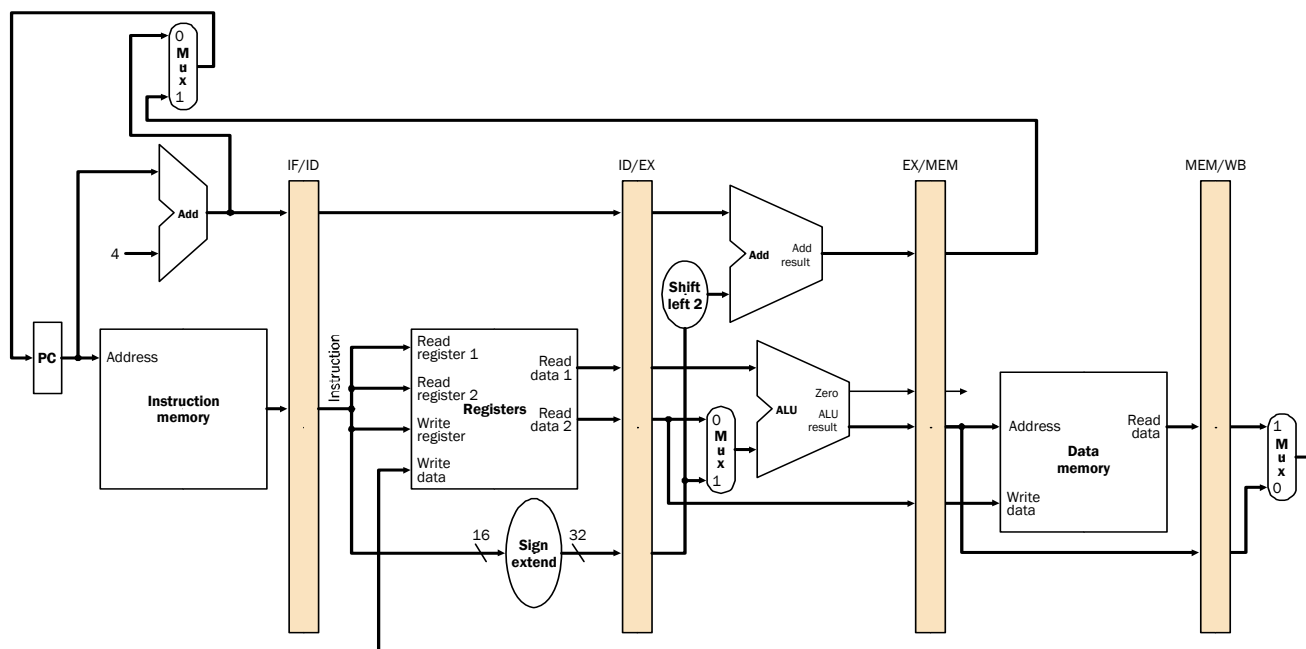 0
M
u
x
1
IF/ID
ID/EX
EX/MEM
MEM/WB
Add
4
Add
Add
result
Shift
left 2
PC
Address
Instruction
memory
Instruction
Read
register 1
Read
register 2
Registers
Write
register
Write
data
Read
data 1
Read
data 2
Zero
ALU
ALU
result
0
M
u
x
1
Address
Read
data
Data
memory
Write
data
1
M
u
x
0
16
Sign
extend
32